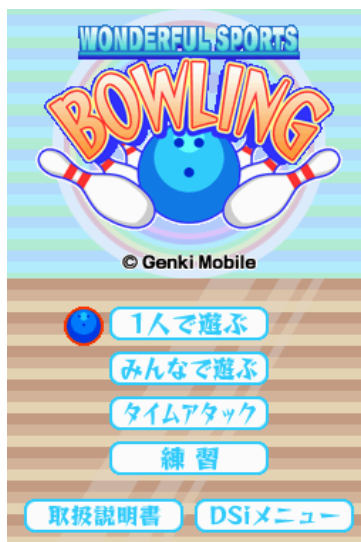 WONDERFUL SPORTS
BOWLING
© Genki Mobile
1人で遊ぶ
みんなで遊ぶ
タイムアタック
練習
取扱説明書 DSiメニュー